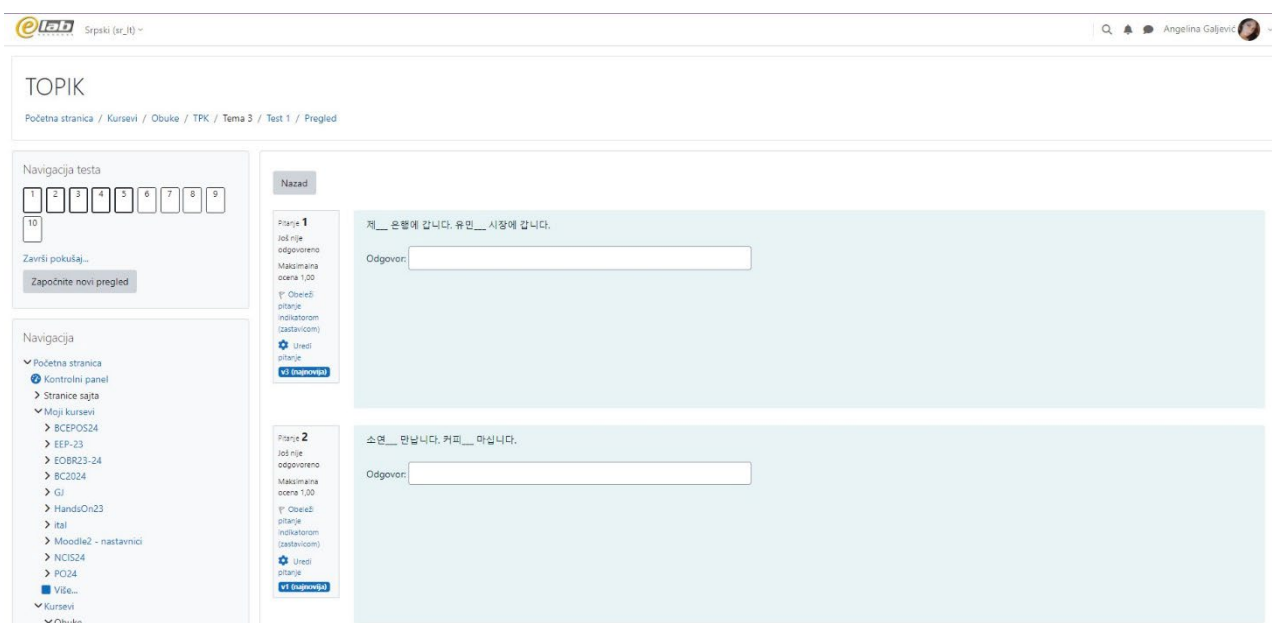 elab
Srpski (sr_lt)
Angelina Galjević
TOPIK
Početna stranica / Kursevi / Obuke / TPK / Tema 3 / Test 1 / Pregled
Navigacija testa
1 2 3 4 5 6 7 8 9
10
Završi pokušaj...
Započnite novi pregled
Navigacija
Početna stranica
Kontrolni panel
Stranice sajta
Moji kursevi
BCEPOS24
EEP-23
EOBR23-24
BC2024
GJ
HandsOn23
ital
Moodle2 - nastavnici
NCIS24
PO24
Više...
Kursevi
Obuke
Nazad
Pitanje 1
Još nije
odgovoreno
Maksimalna
ocena 1,00
Obeleži
pitanje
indikatorom
(zastavicom)
Uredi
pitanje
v3 (najnovija)
제__ 은행에 갑니다. 유민__ 시장에 갑니다.
Odgovor:
Pitanje 2
Još nije
odgovoreno
Maksimalna
ocena 1,00
Obeleži
pitanje
indikatorom
(zastavicom)
Uredi
pitanje
v1 (najnovija)
소연__ 만납니다. 커피__ 마십니다.
Odgovor: